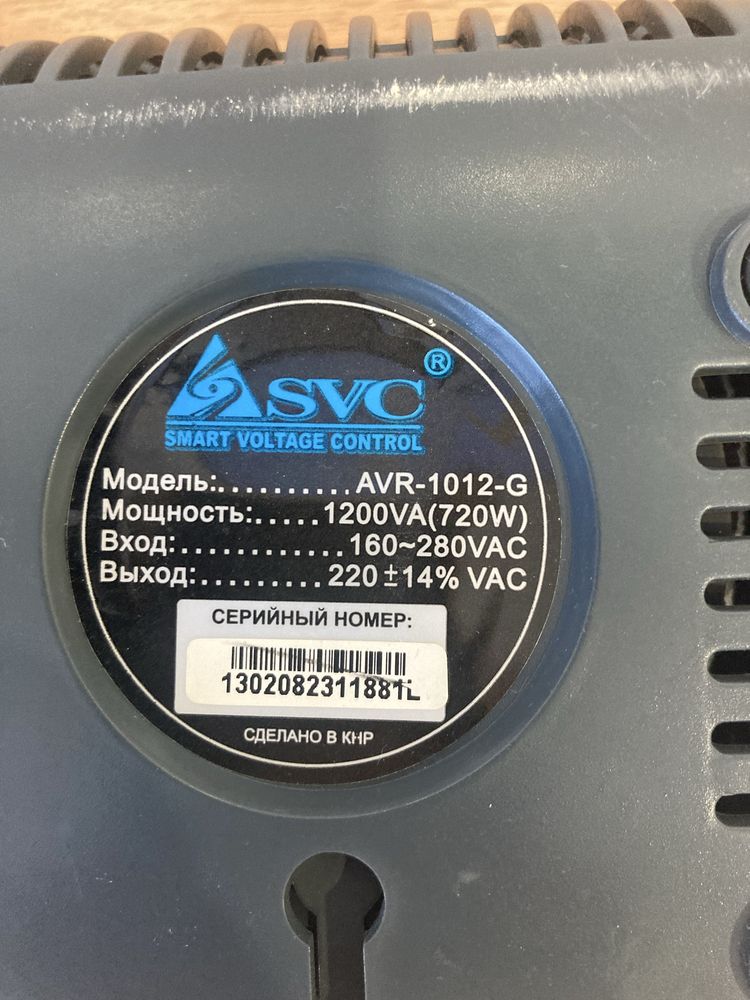 SVC®
SMART VOLTAGE CONTROL
Модель:..........AVR-1012-G
Мощность:.....1200VA(720W)
Вход:.............160~280VAC
Выход:..........220±14% VAC
СЕРИЙНЫЙ НОМЕР:
1302082311881L
СДЕЛАНО В КНР